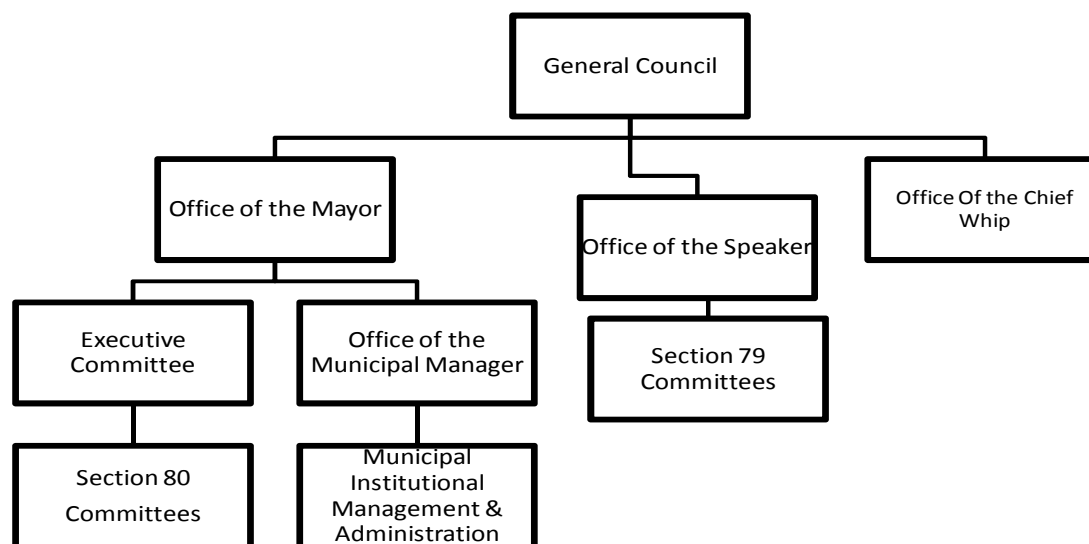 General Council
Office of the Mayor
Office of the Speaker
Office Of the Chief
Whip
Executive
Committee
Office of the
Municipal Manager
Section 79
Committees
Section 80
Committees
Municipal
Institutional
Management &
Administration